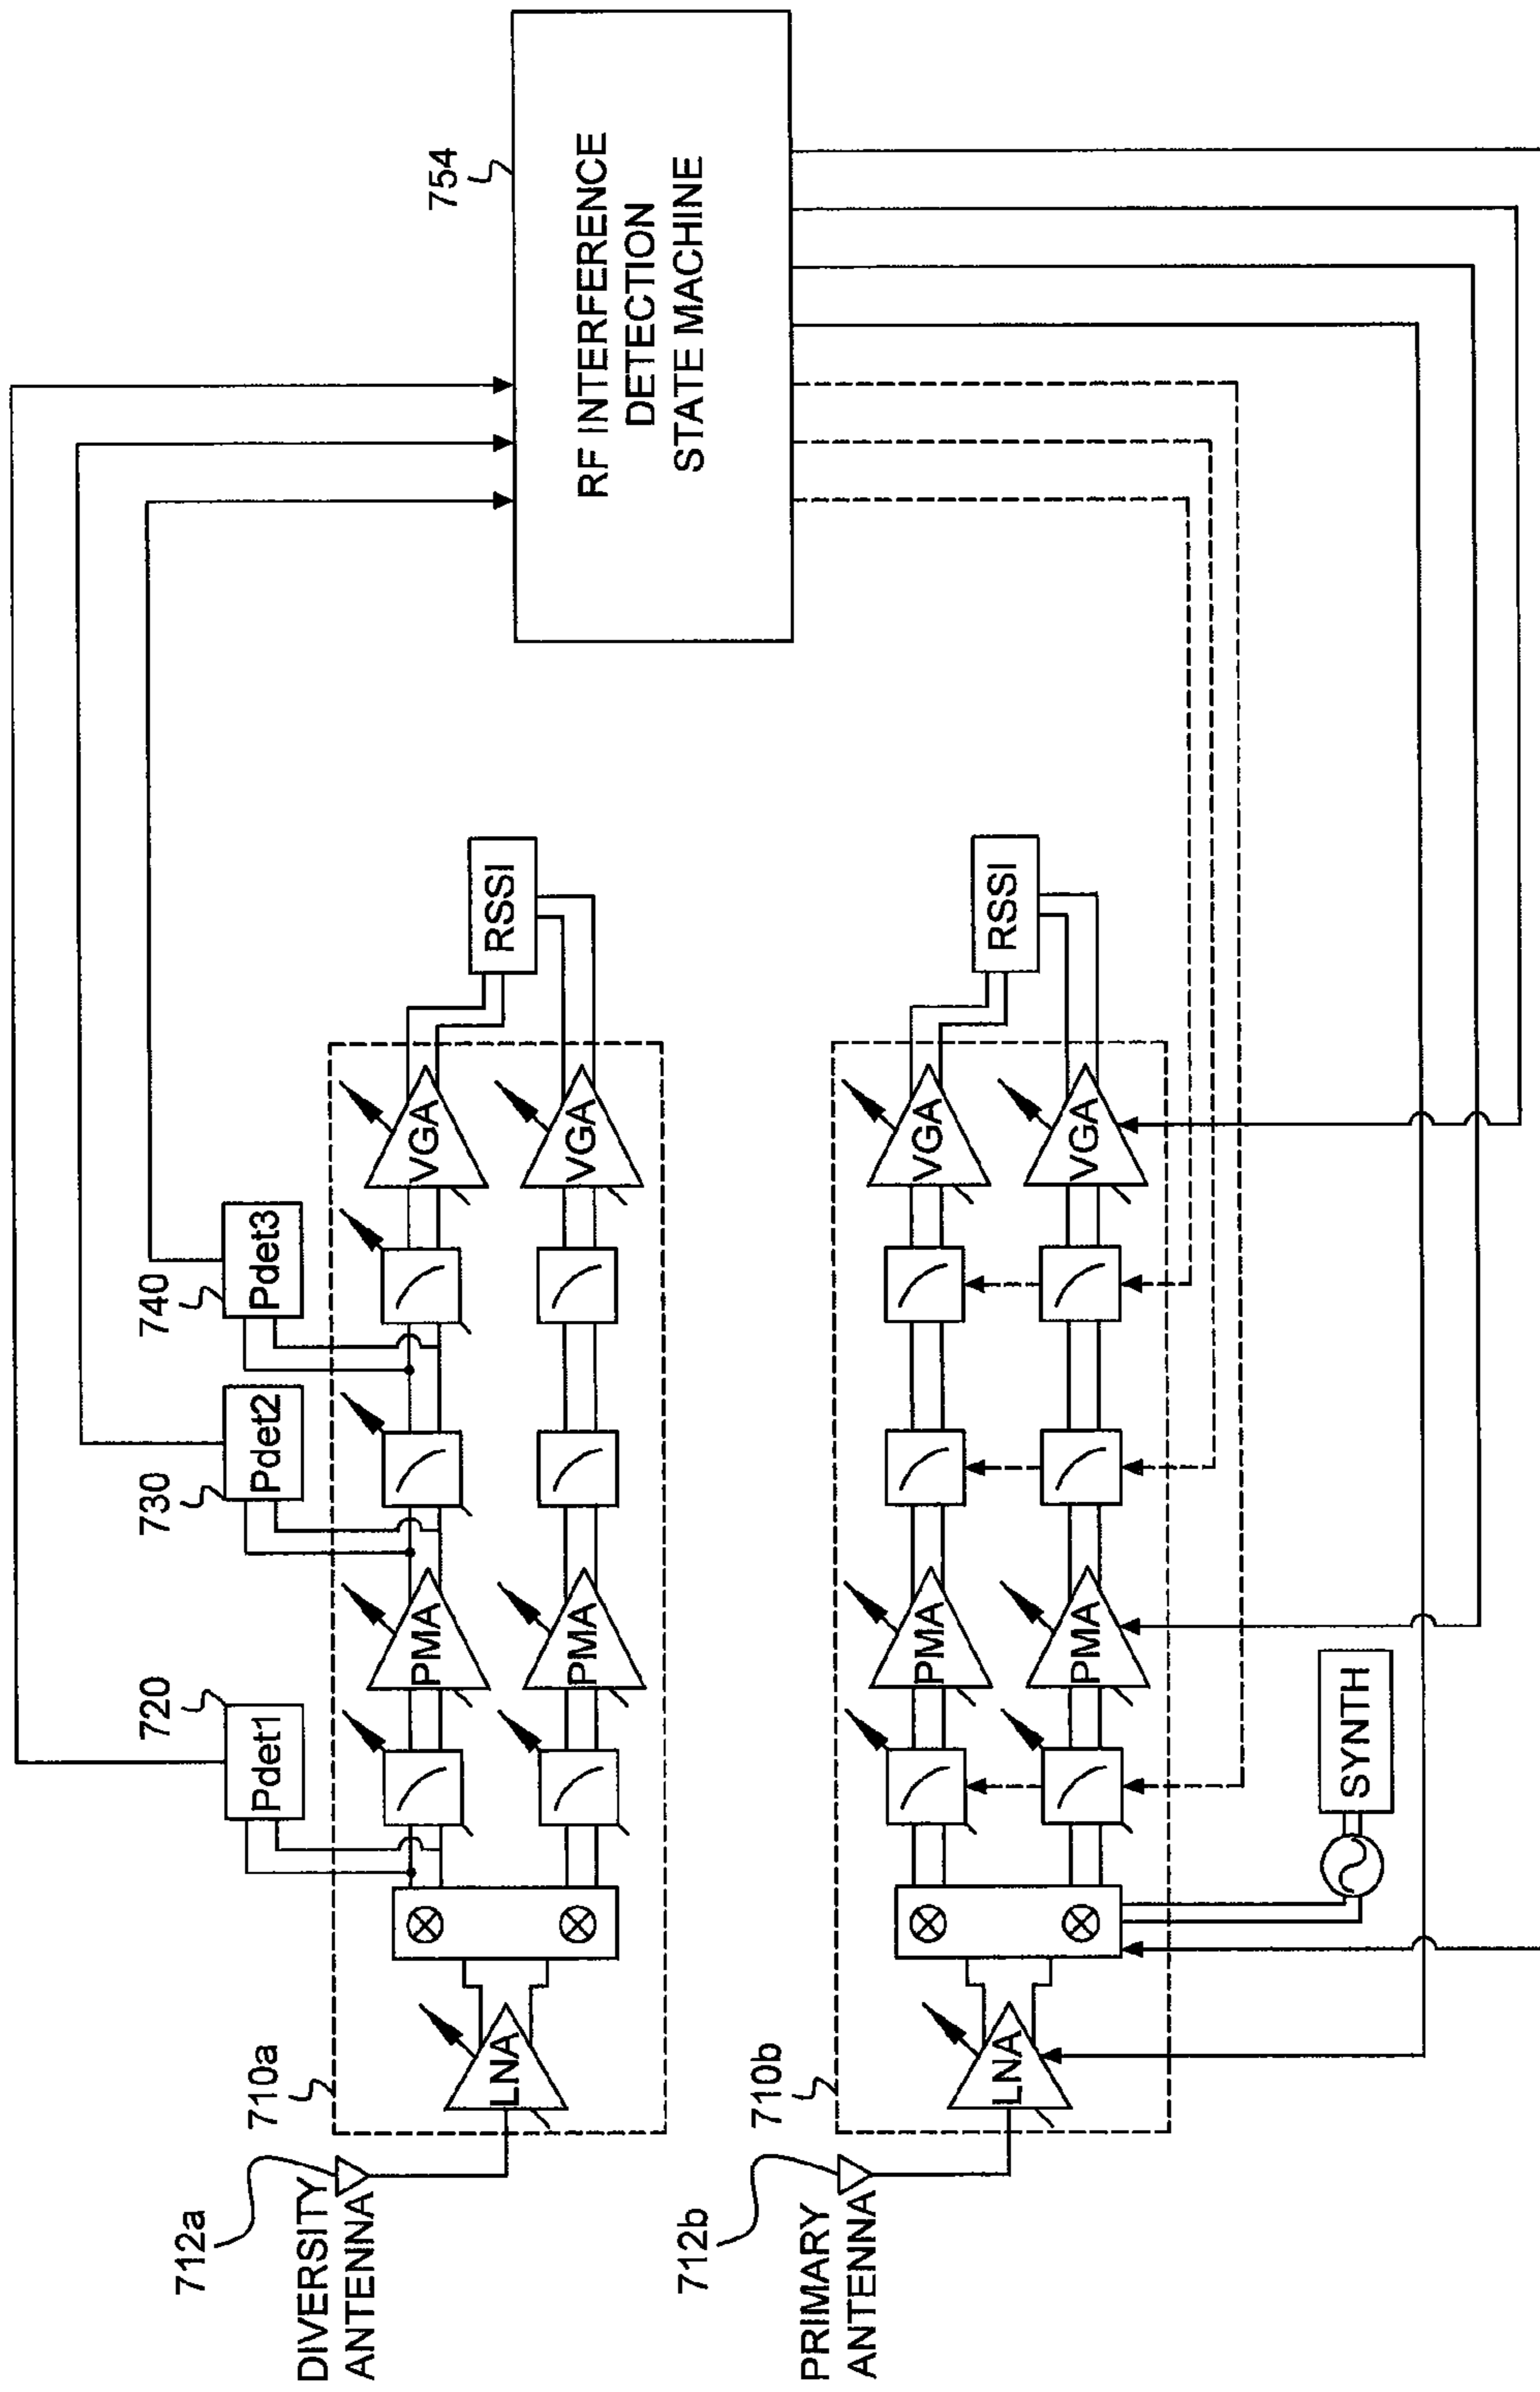 754
RF INTERFERENCE
DETECTION
STATE MACHINE
720
Pdet1
730
Pdet2
740
Pdet3
712a
DIVERSITY
ANTENNA
710a
LNA
PMA
VGA
PMA
VGA
RSSI
712b
PRIMARY
ANTENNA
710b
LNA
PMA
VGA
PMA
VGA
RSSI
SYNTH